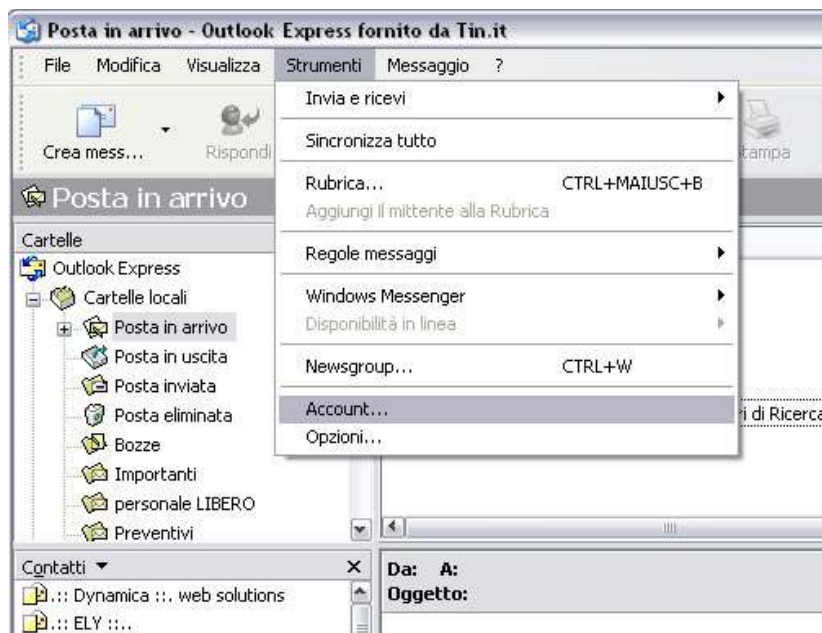 Posta in arrivo - Outlook Express fornito da Tin.it
File Modifica Visualizza Strumenti Messaggio ?
Crea mess... Rispondi
Invia e ricevi
Sincronizza tutto
Rubrica... CTRL+MAIUSC+B
Aggiungi il mittente alla Rubrica
Regole messaggi
Windows Messenger
Disponibilità in linea
Newsgroup... CTRL+W
Account...
Opzioni...
tampa
Posta in arrivo
Cartelle
Outlook Express
Cartelle locali
Posta in arrivo
Posta in uscita
Posta inviata
Posta eliminata
Bozze
Importanti
personale LIBERO
Preventivi
i di Ricerca
Contatti
.:: Dynamica ::. web solutions
.:: ELY ::..
Da: A:
Oggetto: